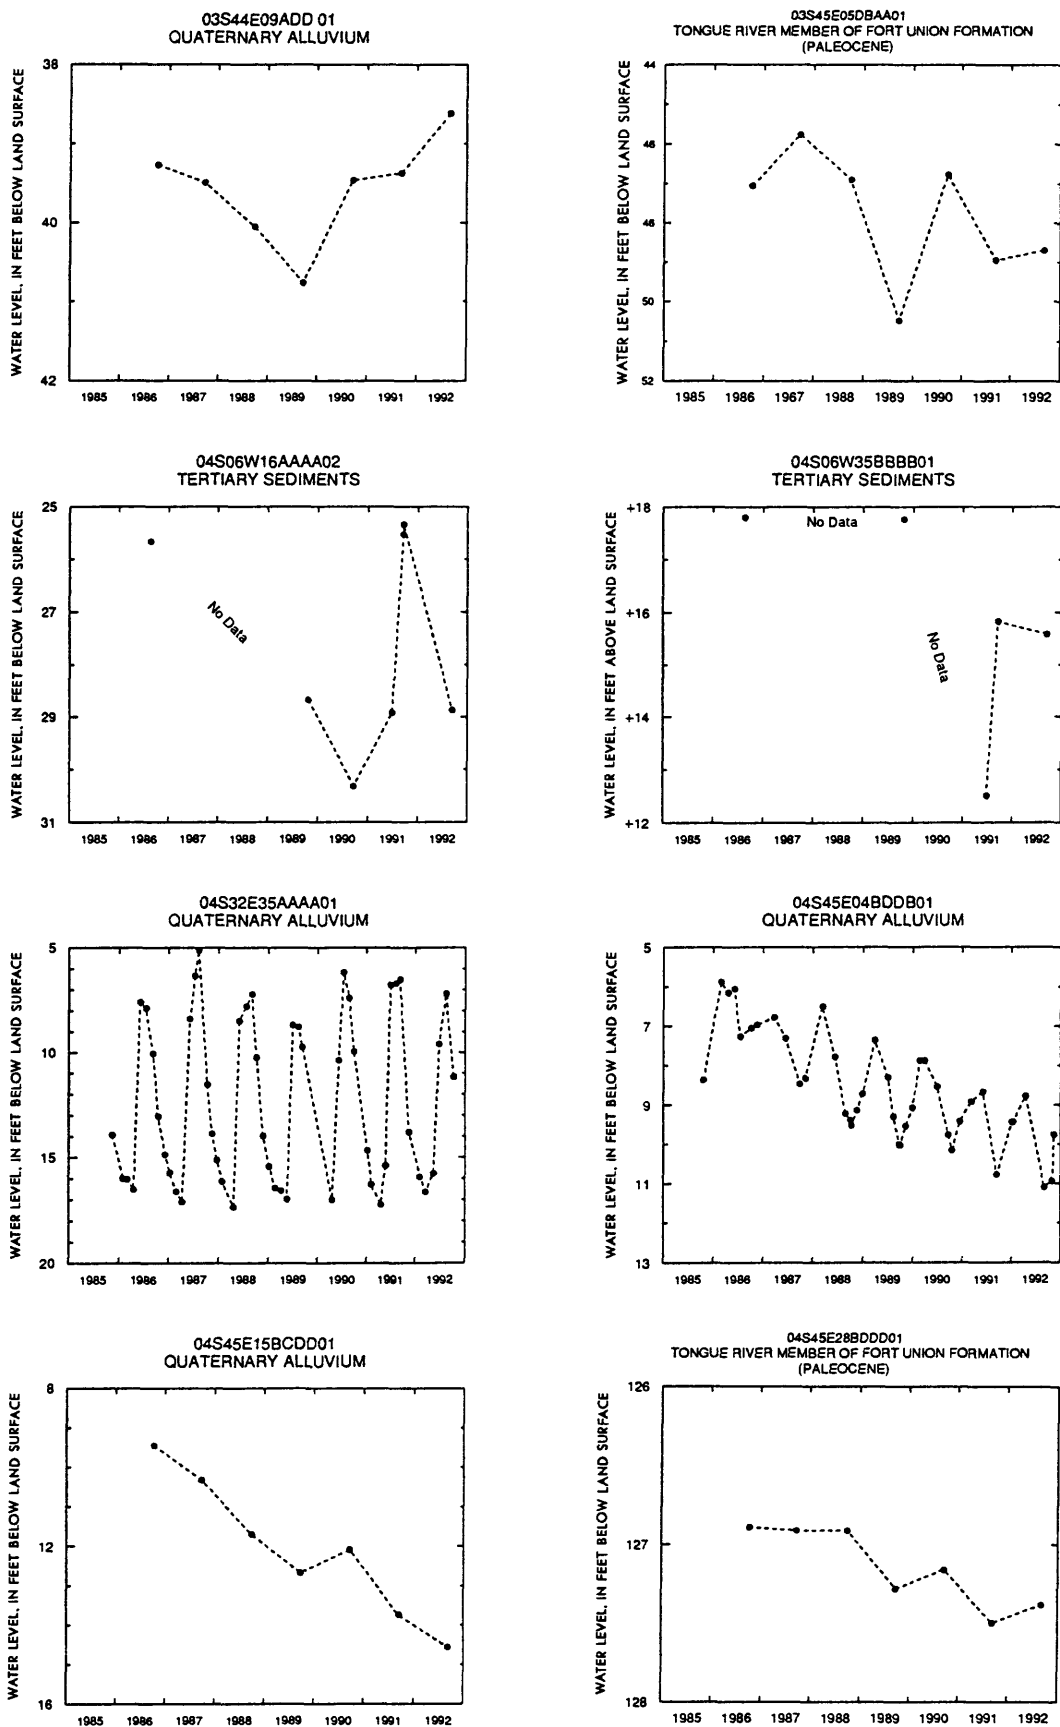 03S44E09ADD 01
QUATERNARY ALLUVIUM
WATER LEVEL, IN FEET BELOW LAND SURFACE
38
40
42
1985 1986 1987 1988 1989 1990 1991 1992
03S45E05DBAA01
TONGUE RIVER MEMBER OF FORT UNION FORMATION
(PALEOCENE)
WATER LEVEL, IN FEET BELOW LAND SURFACE
44
46
46
50
52
1985 1986 1967 1988 1989 1990 1991 1992
04S06W16AAAA02
TERTIARY SEDIMENTS
WATER LEVEL, IN FEET BELOW LAND SURFACE
25
27
29
31
No Data
1985 1986 1987 1988 1989 1990 1991 1992
04S06W35BBBB01
TERTIARY SEDIMENTS
WATER LEVEL, IN FEET ABOVE LAND SURFACE
+18
+16
+14
+12
No Data
No Data
1985 1986 1987 1988 1989 1990 1991 1992
04S32E35AAAA01
QUATERNARY ALLUVIUM
WATER LEVEL, IN FEET BELOW LAND SURFACE
5
10
15
20
1985 1986 1987 1988 1989 1990 1991 1992
04S45E04BDDB01
QUATERNARY ALLUVIUM
WATER LEVEL, IN FEET BELOW LAND SURFACE
5
7
9
11
13
1985 1986 1987 1988 1989 1990 1991 1992
04S45E15BCDD01
QUATERNARY ALLUVIUM
WATER LEVEL, IN FEET BELOW LAND SURFACE
8
12
16
1985 1986 1987 1988 1989 1990 1991 1992
04S45E28BDDD01
TONGUE RIVER MEMBER OF FORT UNION FORMATION
(PALEOCENE)
WATER LEVEL, IN FEET BELOW LAND SURFACE
126
127
128
1985 1986 1987 1988 1989 1990 1991 1992